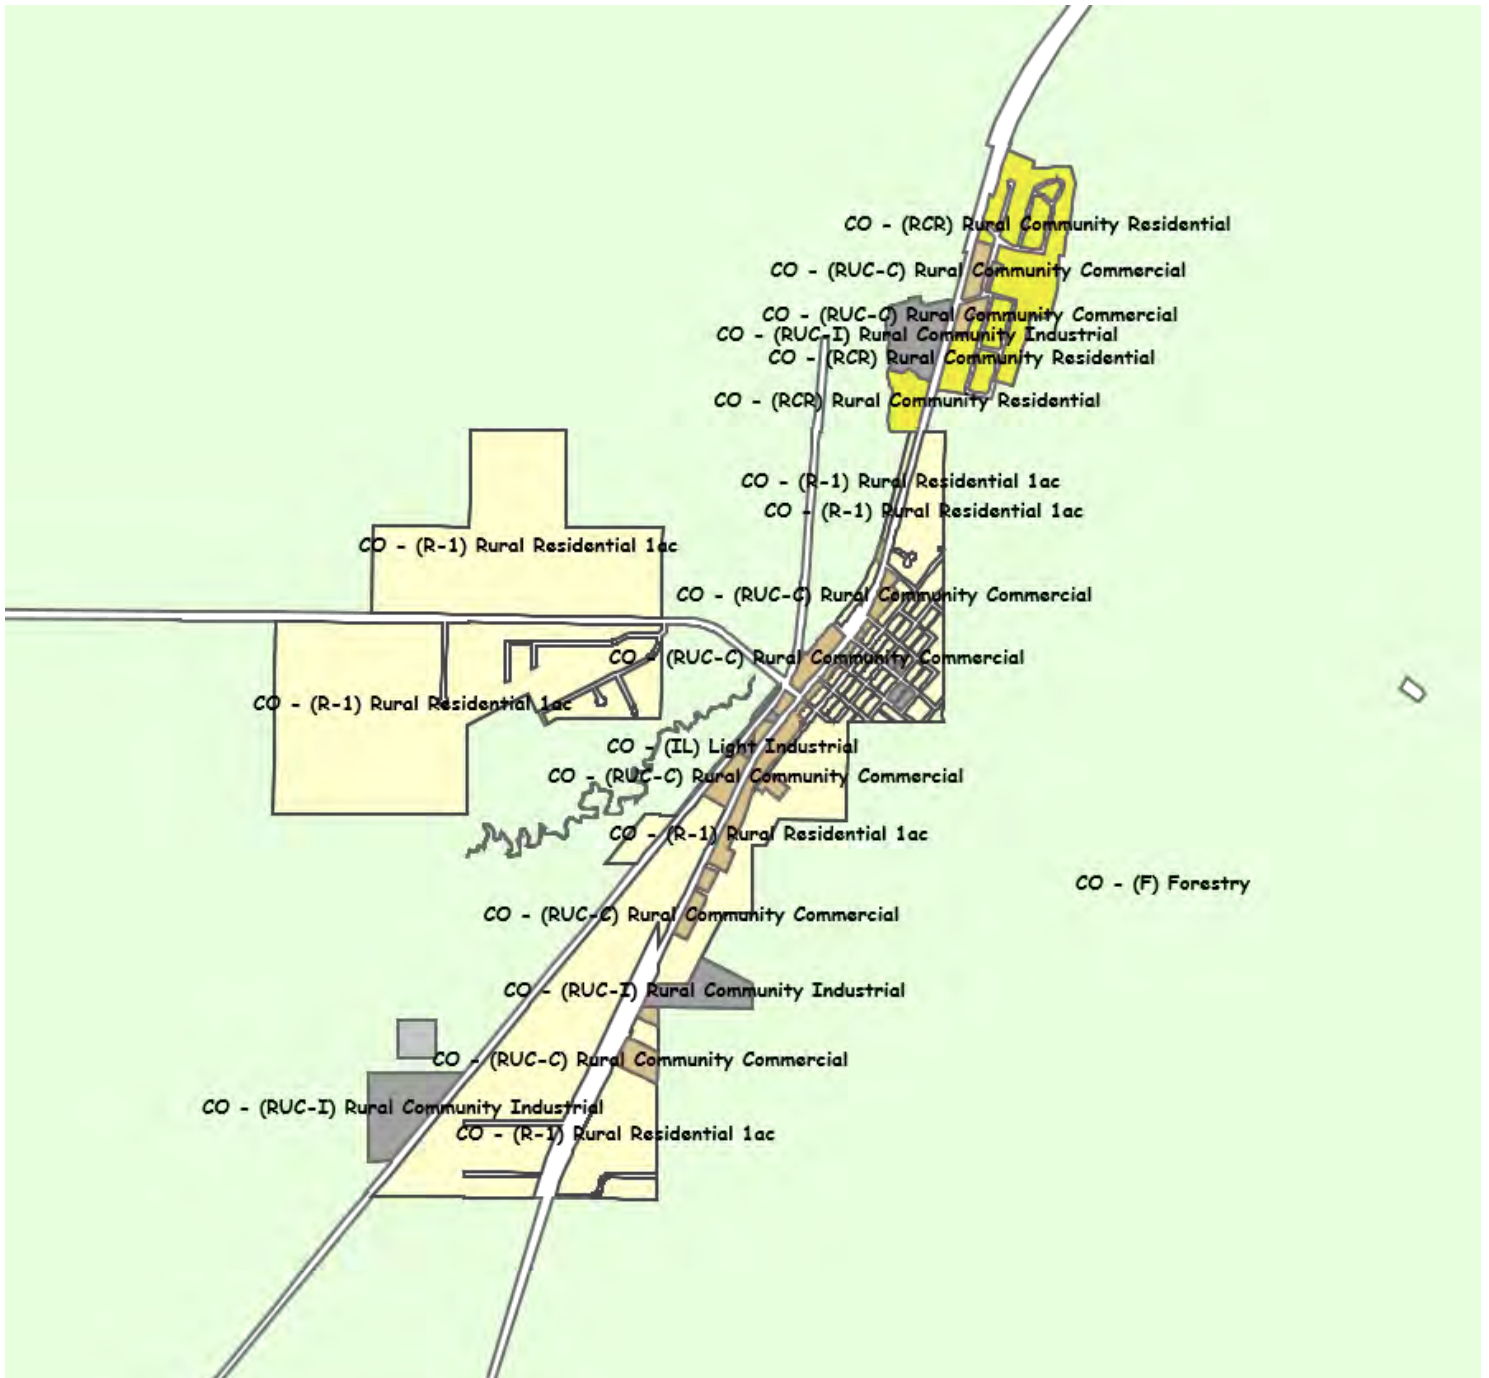 CO - (RCR) Rural Community Residential
CO - (RUC-C) Rural Community Commercial
CO - (RUC-C) Rural Community Commercial
CO - (RUC-I) Rural Community Industrial
CO - (RCR) Rural Community Residential
CO - (RCR) Rural Community Residential
CO - (R-1) Rural Residential 1ac
CO - (R-1) Rural Residential 1ac
CO - (R-1) Rural Residential 1ac
CO - (RUC-C) Rural Community Commercial
CO - (RUC-C) Rural Community Commercial
CO - (R-1) Rural Residential 1ac
CO - (IL) Light Industrial
CO - (RUC-C) Rural Community Commercial
CO - (R-1) Rural Residential 1ac
CO - (F) Forestry
CO - (RUC-C) Rural Community Commercial
CO - (RUC-I) Rural Community Industrial
CO - (RUC-C) Rural Community Commercial
CO - (RUC-I) Rural Community Industrial
CO - (R-1) Rural Residential 1ac